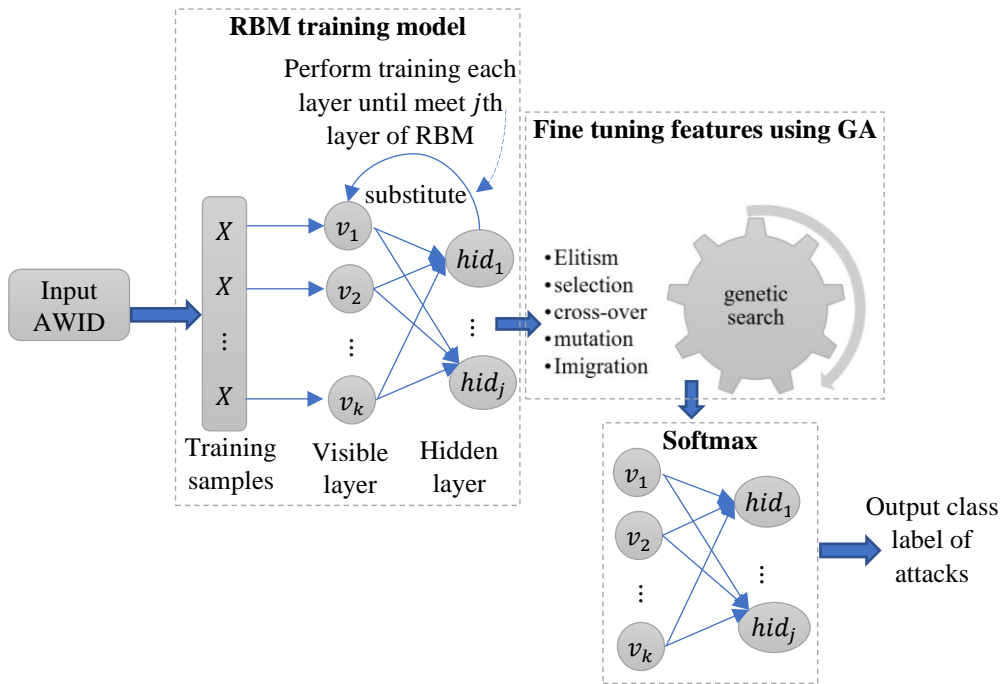 RBM training model
Perform training each
layer until meet jth
layer of RBM
substitute
Input
AWID
X
X
⋮
X
Training
samples
v₁
v₂
⋮
vₖ
Visible
layer
hid₁
⋮
hidⱼ
Hidden
layer
Fine tuning features using GA
•Elitism
•selection
•cross-over
•mutation
•Imigration
genetic
search
Softmax
v₁
v₂
⋮
vₖ
hid₁
⋮
hidⱼ
Output class
label of
attacks